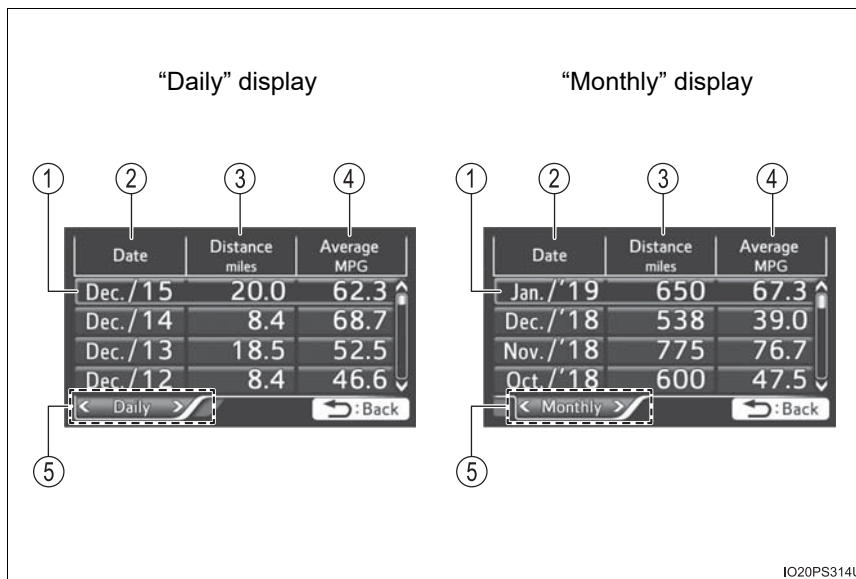 “Daily” display
“Monthly” display
1 2 3 4
1 2 3 4
Date Distance miles Average MPG
Dec./15 20.0 62.3
Dec./14 8.4 68.7
Dec./13 18.5 52.5
Dec./12 8.4 46.6
< Daily > : Back
5
Date Distance miles Average MPG
Jan./'19 650 67.3
Dec./'18 538 39.0
Nov./'18 775 76.7
Oct./'18 600 47.5
< Monthly > : Back
5
IO20PS314U